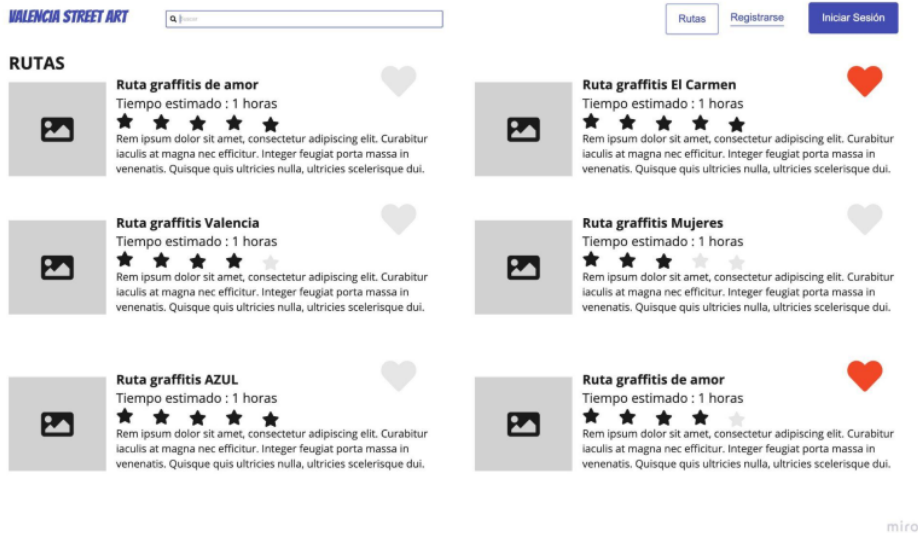 VALENCIA STREET ART
Rutas
Registrarse
Iniciar Sesión
RUTAS
Ruta graffitis de amor
Tiempo estimado : 1 horas
Rem ipsum dolor sit amet, consectetur adipiscing elit. Curabitur
iaculis at magna nec efficitur. Integer feugiat porta massa in
venenatis. Quisque quis ultricies nulla, ultricies scelerisque dui.
Ruta graffitis El Carmen
Tiempo estimado : 1 horas
Rem ipsum dolor sit amet, consectetur adipiscing elit. Curabitur
iaculis at magna nec efficitur. Integer feugiat porta massa in
venenatis. Quisque quis ultricies nulla, ultricies scelerisque dui.
Ruta graffitis Valencia
Tiempo estimado : 1 horas
Rem ipsum dolor sit amet, consectetur adipiscing elit. Curabitur
iaculis at magna nec efficitur. Integer feugiat porta massa in
venenatis. Quisque quis ultricies nulla, ultricies scelerisque dui.
Ruta graffitis Mujeres
Tiempo estimado : 1 horas
Rem ipsum dolor sit amet, consectetur adipiscing elit. Curabitur
iaculis at magna nec efficitur. Integer feugiat porta massa in
venenatis. Quisque quis ultricies nulla, ultricies scelerisque dui.
Ruta graffitis AZUL
Tiempo estimado : 1 horas
Rem ipsum dolor sit amet, consectetur adipiscing elit. Curabitur
iaculis at magna nec efficitur. Integer feugiat porta massa in
venenatis. Quisque quis ultricies nulla, ultricies scelerisque dui.
Ruta graffitis de amor
Tiempo estimado : 1 horas
Rem ipsum dolor sit amet, consectetur adipiscing elit. Curabitur
iaculis at magna nec efficitur. Integer feugiat porta massa in
venenatis. Quisque quis ultricies nulla, ultricies scelerisque dui.
miro